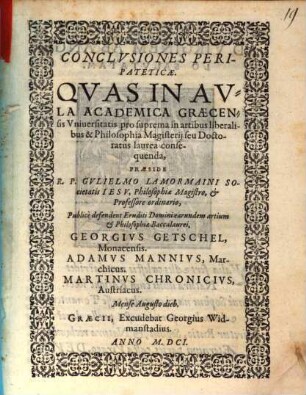 19
CONCLVSIONES PERI-
PATETICÆ.
QVAS IN AV-
LA ACADEMICA GRÆCEN-
sis Vniuersitatis pro suprema in artibus liberali-
bus & Philosophia Magisterij seu Docto-
ratus laurea conse-
quenda,
PRÆSIDE
R. P. GVLIELMO LAMORMAINI SO-
cietatis IESV, Philosophiæ Magistro, &
Professore ordinario,
Publicè defendent Eruditi Domini earundem artium
& Philosophiæ Baccalaurei,
GEORGIVS GETSCHEL,
Monacensis.
ADAMVS MANNIVS, Mar-
chicus.
MARTINVS CHRONICIVS,
Austriacus.
Mense Augusto dieb.
GRÆCII, Excudebat Georgius Wid-
manstadius.
ANNO M. DCI.